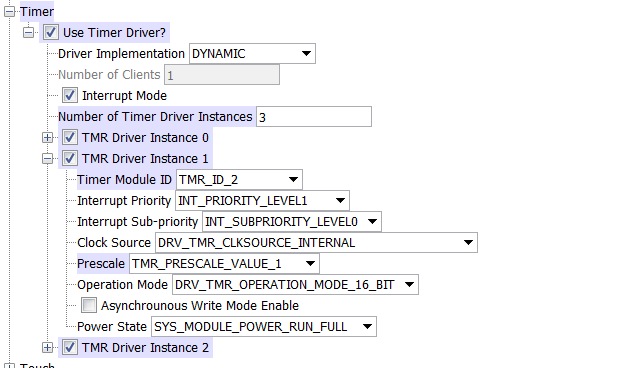 Timer
Use Timer Driver?
Driver Implementation DYNAMIC
Number of Clients 1
Interrupt Mode
Number of Timer Driver Instances 3
TMR Driver Instance 0
TMR Driver Instance 1
Timer Module ID TMR_ID_2
Interrupt Priority INT_PRIORITY_LEVEL1
Interrupt Sub-priority INT_SUBPRIORITY_LEVEL0
Clock Source DRV_TMR_CLKSOURCE_INTERNAL
Prescale TMR_PRESCALE_VALUE_1
Operation Mode DRV_TMR_OPERATION_MODE_16_BIT
Asynchrounous Write Mode Enable
Power State SYS_MODULE_POWER_RUN_FULL
TMR Driver Instance 2